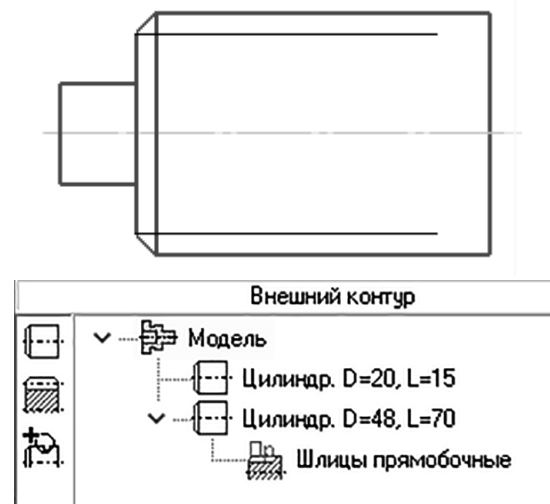 Внешний контур
Модель
Цилиндр. D=20, L=15
Цилиндр. D=48, L=70
Шлицы прямобочные